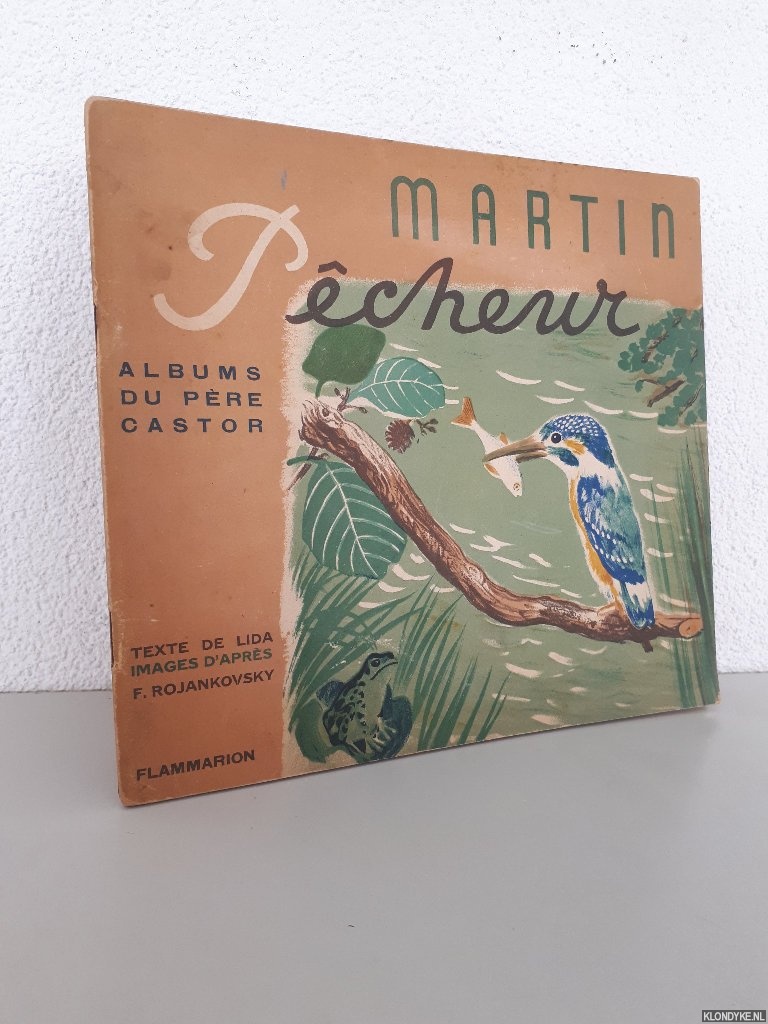 MARTIN
Pêcheur
ALBUMS
DU PÈRE
CASTOR
TEXTE DE LIDA
IMAGES D'APRÈS
F. ROJANKOVSKY
FLAMMARION
KLONDYKE.NL